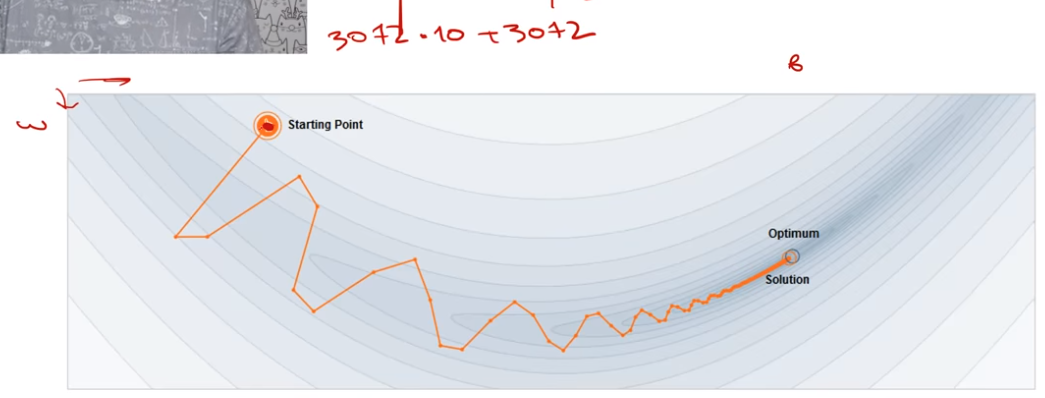 3072 · 10 + 3072
B
ω
Starting Point
Optimum
Solution